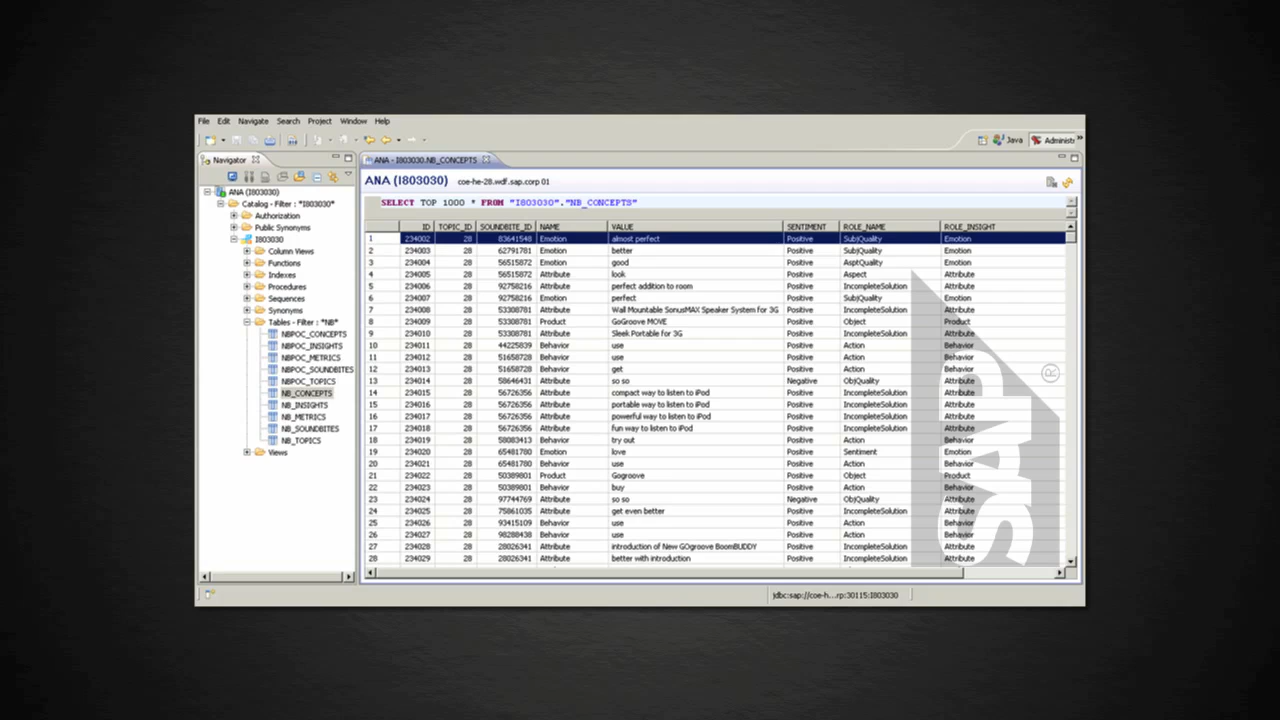 File Edit Navigate Search Project Window Help
Java Administr
Navigator
ANA - I803030.NB_CONCEPTS
ANA (I803030) coe-he-28.wdf.sap.corp 01
SELECT TOP 1000 * FROM "I803030"."NB_CONCEPTS"
ANA (I803030)
Catalog - Filter : "I803030"
Authorization
Public Synonyms
I803030
Column Views
Functions
Indexes
Procedures
Sequences
Synonyms
Tables - Filter : "NB"
NBPOC_CONCEPTS
NBPOC_INSIGHTS
NBPOC_METRICS
NBPOC_SOUNDBITES
NBPOC_TOPICS
NB_CONCEPTS
NB_INSIGHTS
NB_METRICS
NB_SOUNDBITES
NB_TOPICS
Views
ID TOPIC_ID SOUNDBITE_ID NAME VALUE SENTIMENT ROLE_NAME ROLE_INSIGHT
1 234002 28 83641548 Emotion almost perfect Positive SubjQuality Emotion
2 234003 28 62791781 Emotion better Positive SubjQuality Emotion
3 234004 28 56515872 Emotion good Positive AsptQuality Emotion
4 234005 28 56515872 Attribute look Positive Aspect Attribute
5 234006 28 92758216 Attribute perfect addition to room Positive IncompleteSolution Attribute
6 234007 28 92758216 Emotion perfect Positive SubjQuality Emotion
7 234008 28 53308781 Attribute Wall Mountable SonusMAX Speaker System for 3G Positive IncompleteSolution Attribute
8 234009 28 53308781 Product GoGroove MOVE Positive Object Product
9 234010 28 53308781 Attribute Sleek Portable for 3G Positive IncompleteSolution Attribute
10 234011 28 44225839 Behavior use Positive Action Behavior
11 234012 28 51658728 Behavior use Positive Action Behavior
12 234013 28 51658728 Behavior get Positive Action Behavior
13 234014 28 58646431 Attribute so so Negative ObjQuality Attribute
14 234015 28 56726356 Attribute compact way to listen to iPod Positive IncompleteSolution Attribute
15 234016 28 56726356 Attribute portable way to listen to iPod Positive IncompleteSolution Attribute
16 234017 28 56726356 Attribute powerful way to listen to iPod Positive IncompleteSolution Attribute
17 234018 28 56726356 Attribute fun way to listen to iPod Positive IncompleteSolution Attribute
18 234019 28 58083413 Behavior try out Positive Action Behavior
19 234020 28 65481780 Emotion love Positive Sentiment Emotion
20 234021 28 65481780 Behavior use Positive Action Behavior
21 234022 28 50389801 Product Gogroove Positive Object Product
22 234023 28 50389801 Behavior buy Positive Action Behavior
23 234024 28 97744769 Attribute so so Negative ObjQuality Attribute
24 234025 28 75861035 Attribute get even better Positive IncompleteSolution Attribute
25 234026 28 93415109 Behavior use Positive Action Behavior
26 234027 28 98288438 Behavior use Positive Action Behavior
27 234028 28 28026341 Attribute introduction of New GOgroove BoomBUDDY Positive IncompleteSolution Attribute
28 234029 28 28026341 Attribute better with introduction Positive IncompleteSolution Attribute
SAP ®
jdbc:sap://coe-h...rp:30115:I803030